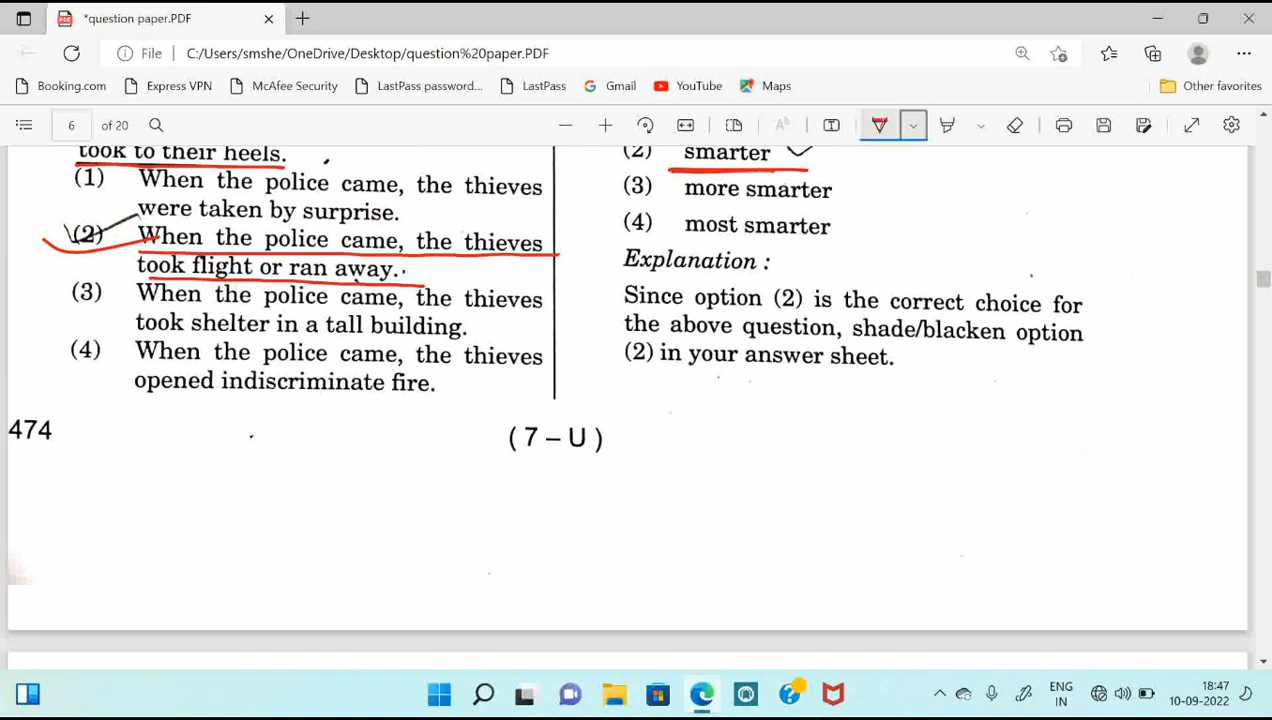 *question paper.PDF
File C:/Users/smshe/OneDrive/Desktop/question%20paper.PDF
Booking.com Express VPN McAfee Security LastPass password... LastPass Gmail YouTube Maps Other favorites
6 of 20
took to their heels.
(1) When the police came, the thieves
were taken by surprise.
(2) When the police came, the thieves
took flight or ran away.
(3) When the police came, the thieves
took shelter in a tall building.
(4) When the police came, the thieves
opened indiscriminate fire.
(2) smarter
(3) more smarter
(4) most smarter
Explanation :
Since option (2) is the correct choice for
the above question, shade/blacken option
(2) in your answer sheet.
474
( 7 – U )
ENG
IN
18:47
10-09-2022